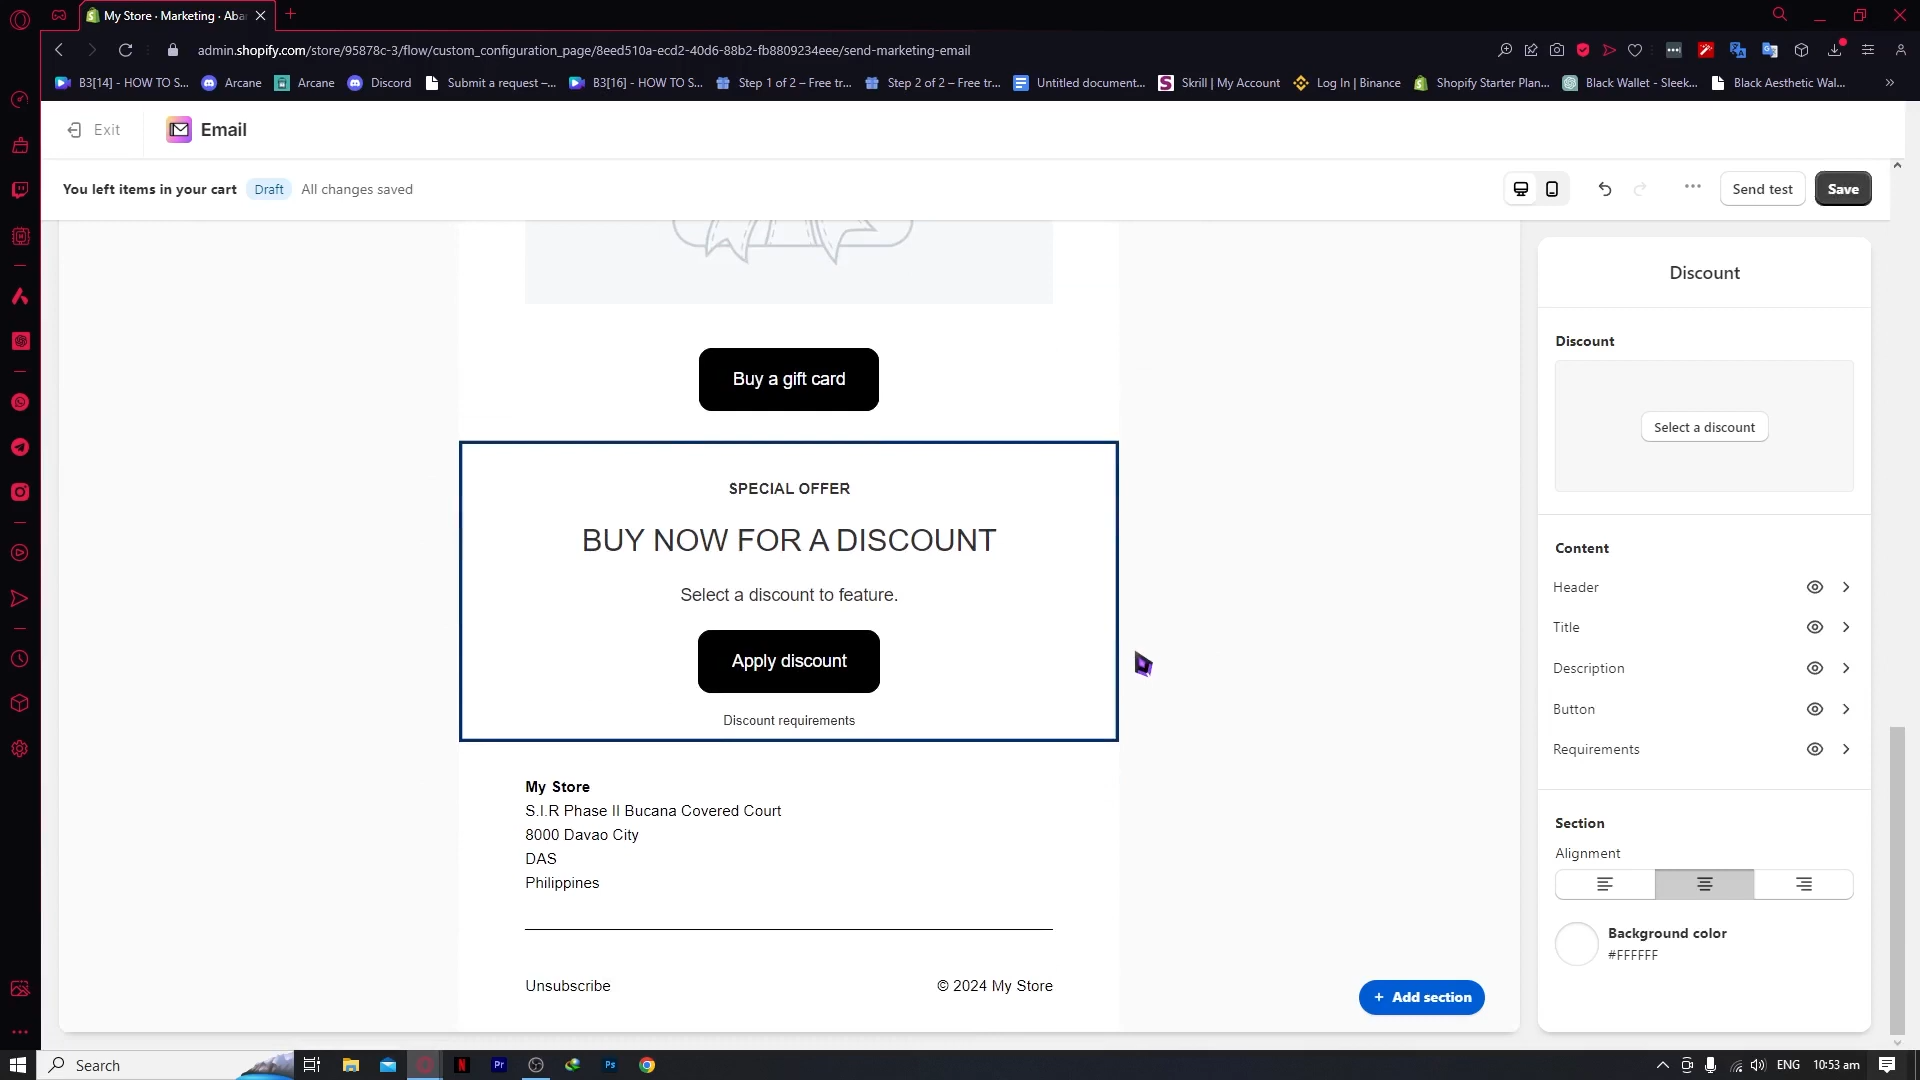 My Store · Marketing · Aba
admin.shopify.com/store/95878c-3/flow/custom_configuration_page/8eed510a-ecd2-40d6-88b2-fb8809234eee/send-marketing-email
B3[14] - HOW TO S...
Arcane
Arcane
Discord
Submit a request –...
B3[16] - HOW TO S...
Step 1 of 2 – Free tr...
Step 2 of 2 – Free tr...
Untitled document...
Skrill | My Account
Log In | Binance
Shopify Starter Plan...
Black Wallet - Sleek...
Black Aesthetic Wal...
Exit
Email
You left items in your cart
Draft
All changes saved
Send test
Save
Buy a gift card
SPECIAL OFFER
BUY NOW FOR A DISCOUNT
Select a discount to feature.
Apply discount
Discount requirements
My Store
S.I.R Phase II Bucana Covered Court
8000 Davao City
DAS
Philippines
Unsubscribe
© 2024 My Store
+ Add section
Discount
Discount
Select a discount
Content
Header
Title
Description
Button
Requirements
Section
Alignment
Background color
#FFFFFF
Search
N
Pr
Ps
ENG
10:53 am